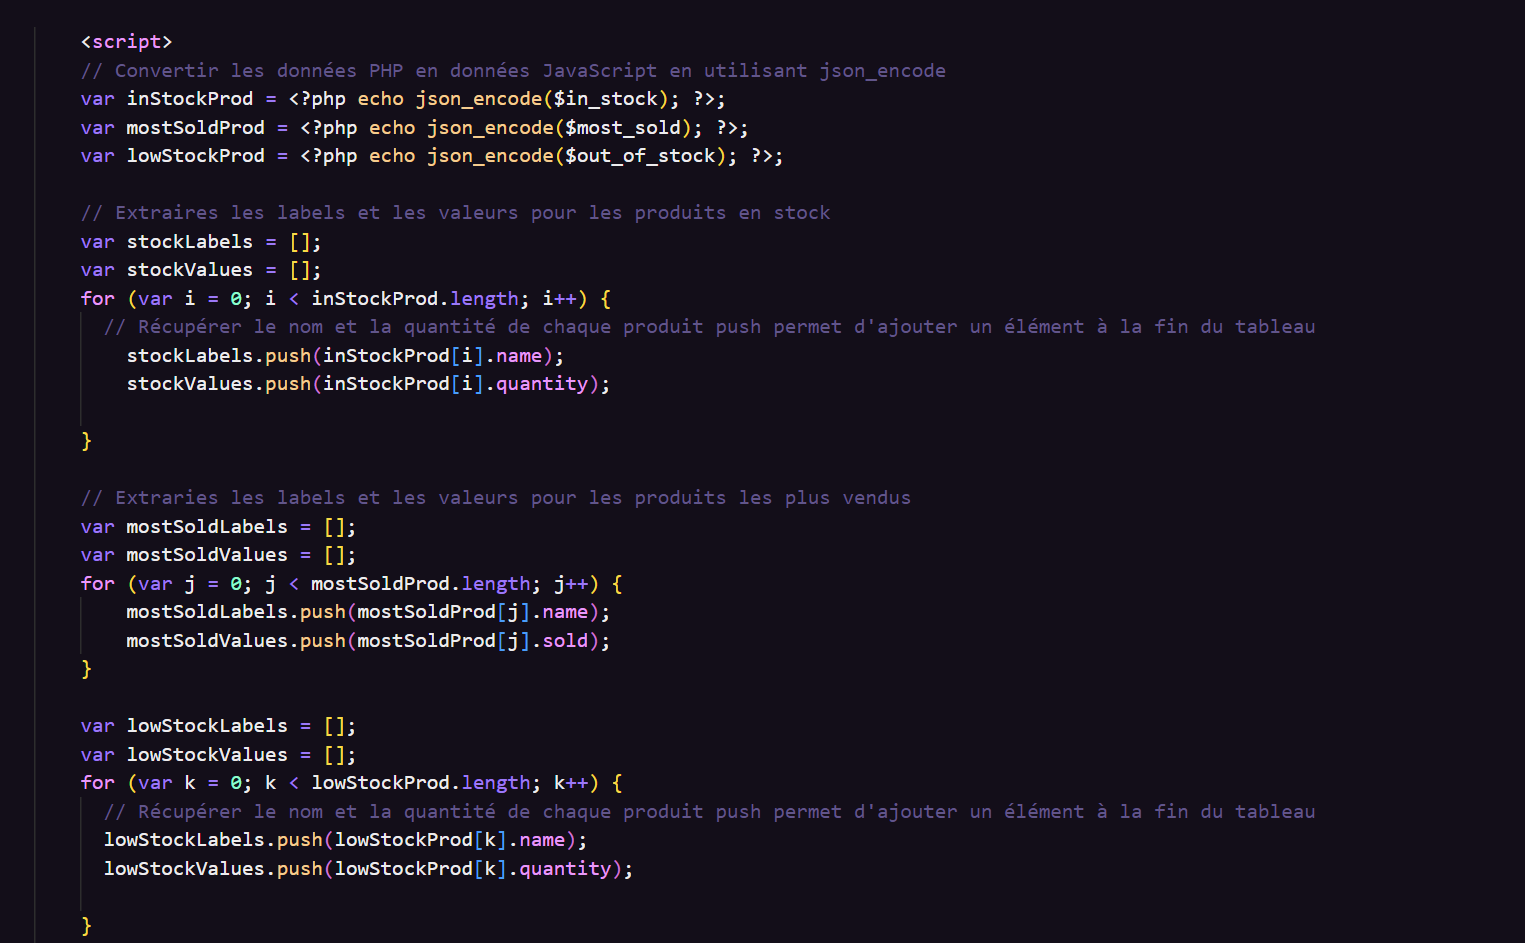 <script>
// Convertir les données PHP en données JavaScript en utilisant json_encode
var inStockProd = <?php echo json_encode($in_stock); ?>;
var mostSoldProd = <?php echo json_encode($most_sold); ?>;
var lowStockProd = <?php echo json_encode($out_of_stock); ?>;

// Extraires les labels et les valeurs pour les produits en stock
var stockLabels = [];
var stockValues = [];
for (var i = 0; i < inStockProd.length; i++) {
  // Récupérer le nom et la quantité de chaque produit push permet d'ajouter un élément à la fin du tableau
    stockLabels.push(inStockProd[i].name);
    stockValues.push(inStockProd[i].quantity);

}

// Extraries les labels et les valeurs pour les produits les plus vendus
var mostSoldLabels = [];
var mostSoldValues = [];
for (var j = 0; j < mostSoldProd.length; j++) {
    mostSoldLabels.push(mostSoldProd[j].name);
    mostSoldValues.push(mostSoldProd[j].sold);
}

var lowStockLabels = [];
var lowStockValues = [];
for (var k = 0; k < lowStockProd.length; k++) {
  // Récupérer le nom et la quantité de chaque produit push permet d'ajouter un élément à la fin du tableau
  lowStockLabels.push(lowStockProd[k].name);
  lowStockValues.push(lowStockProd[k].quantity);

}